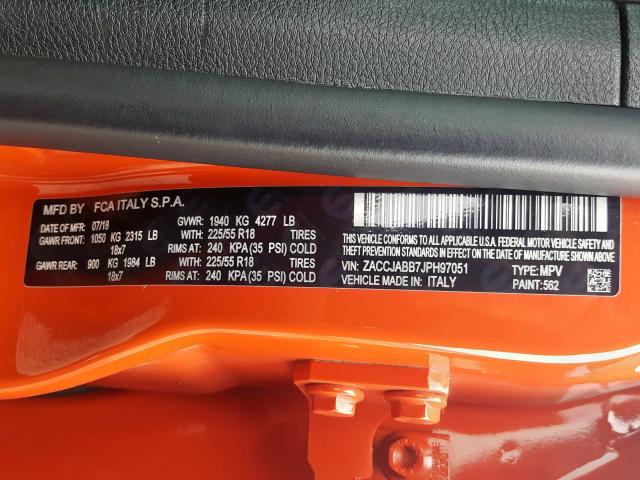 MFD BY FCA ITALY S.P.A.
DATE OF MFR: 07/18 GVWR: 1940 KG 4277 LB
GAWR FRONT: 1050 KG 2315 LB WITH: 225/55 R18 TIRES
18x7 RIMS AT: 240 KPA (35 PSI) COLD
GAWR REAR: 900 KG 1984 LB WITH: 225/55 R18 TIRES
18x7 RIMS AT: 240 KPA (35 PSI) COLD
THIS VEHICLE CONFORMS TO ALL APPLICABLE U.S. FEDERAL MOTOR VEHICLE SAFETY, BUMPER, AND
THEFT PREVENTION STANDARDS IN EFFECT ON THE DATE OF MANUFACTURE SHOWN ABOVE.
VIN: ZACCJABB7JPH97051 TYPE: MPV
VEHICLE MADE IN: ITALY PAINT: 562